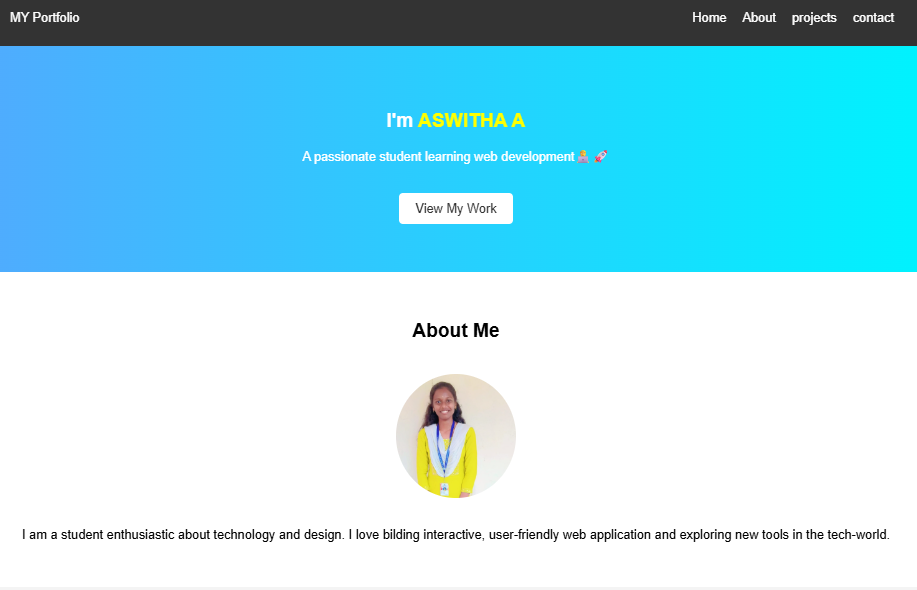 MY Portfolio
Home About projects contact
I'm ASWITHA A
A passionate student learning web development
View My Work
About Me
I am a student enthusiastic about technology and design. I love bilding interactive, user-friendly web application and exploring new tools in the tech-world.